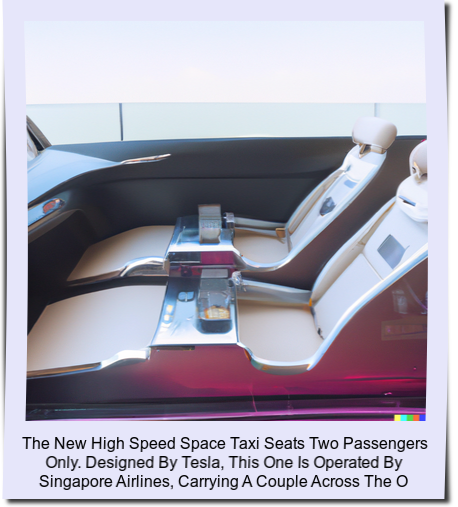 The New High Speed Space Taxi Seats Two Passengers
Only. Designed By Tesla, This One Is Operated By
Singapore Airlines, Carrying A Couple Across The O